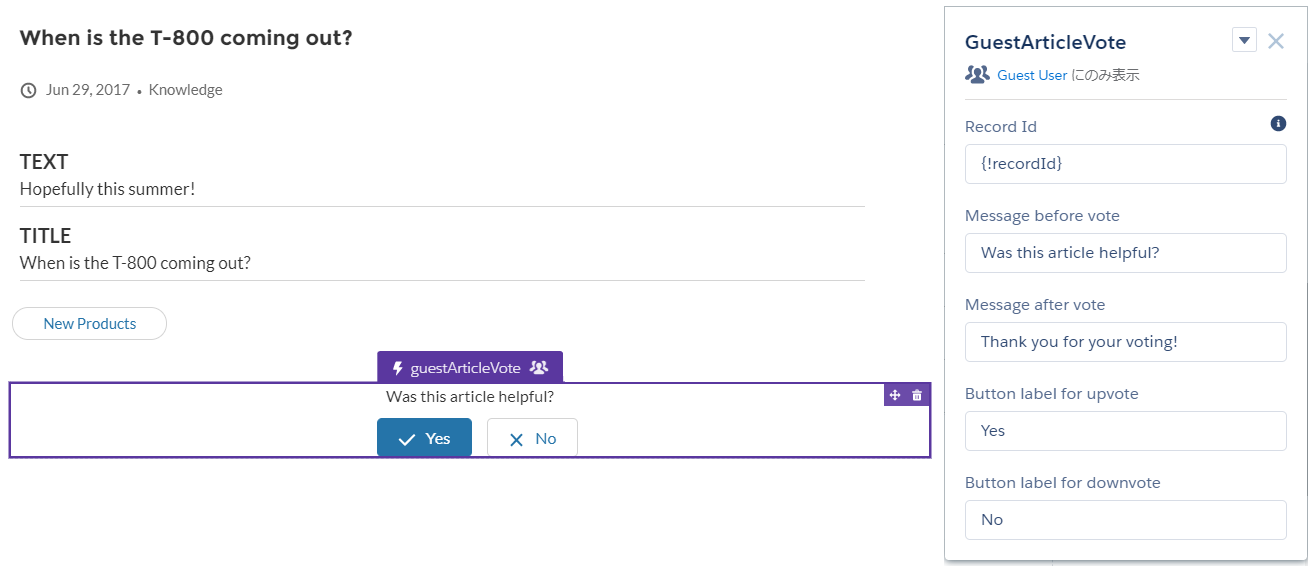 When is the T-800 coming out?
Jun 29, 2017 • Knowledge
TEXT
Hopefully this summer!
TITLE
When is the T-800 coming out?
New Products
guestArticleVote
Was this article helpful?
Yes
No
GuestArticleVote
Guest User にのみ表示
Record Id
{!recordId}
Message before vote
Was this article helpful?
Message after vote
Thank you for your voting!
Button label for upvote
Yes
Button label for downvote
No